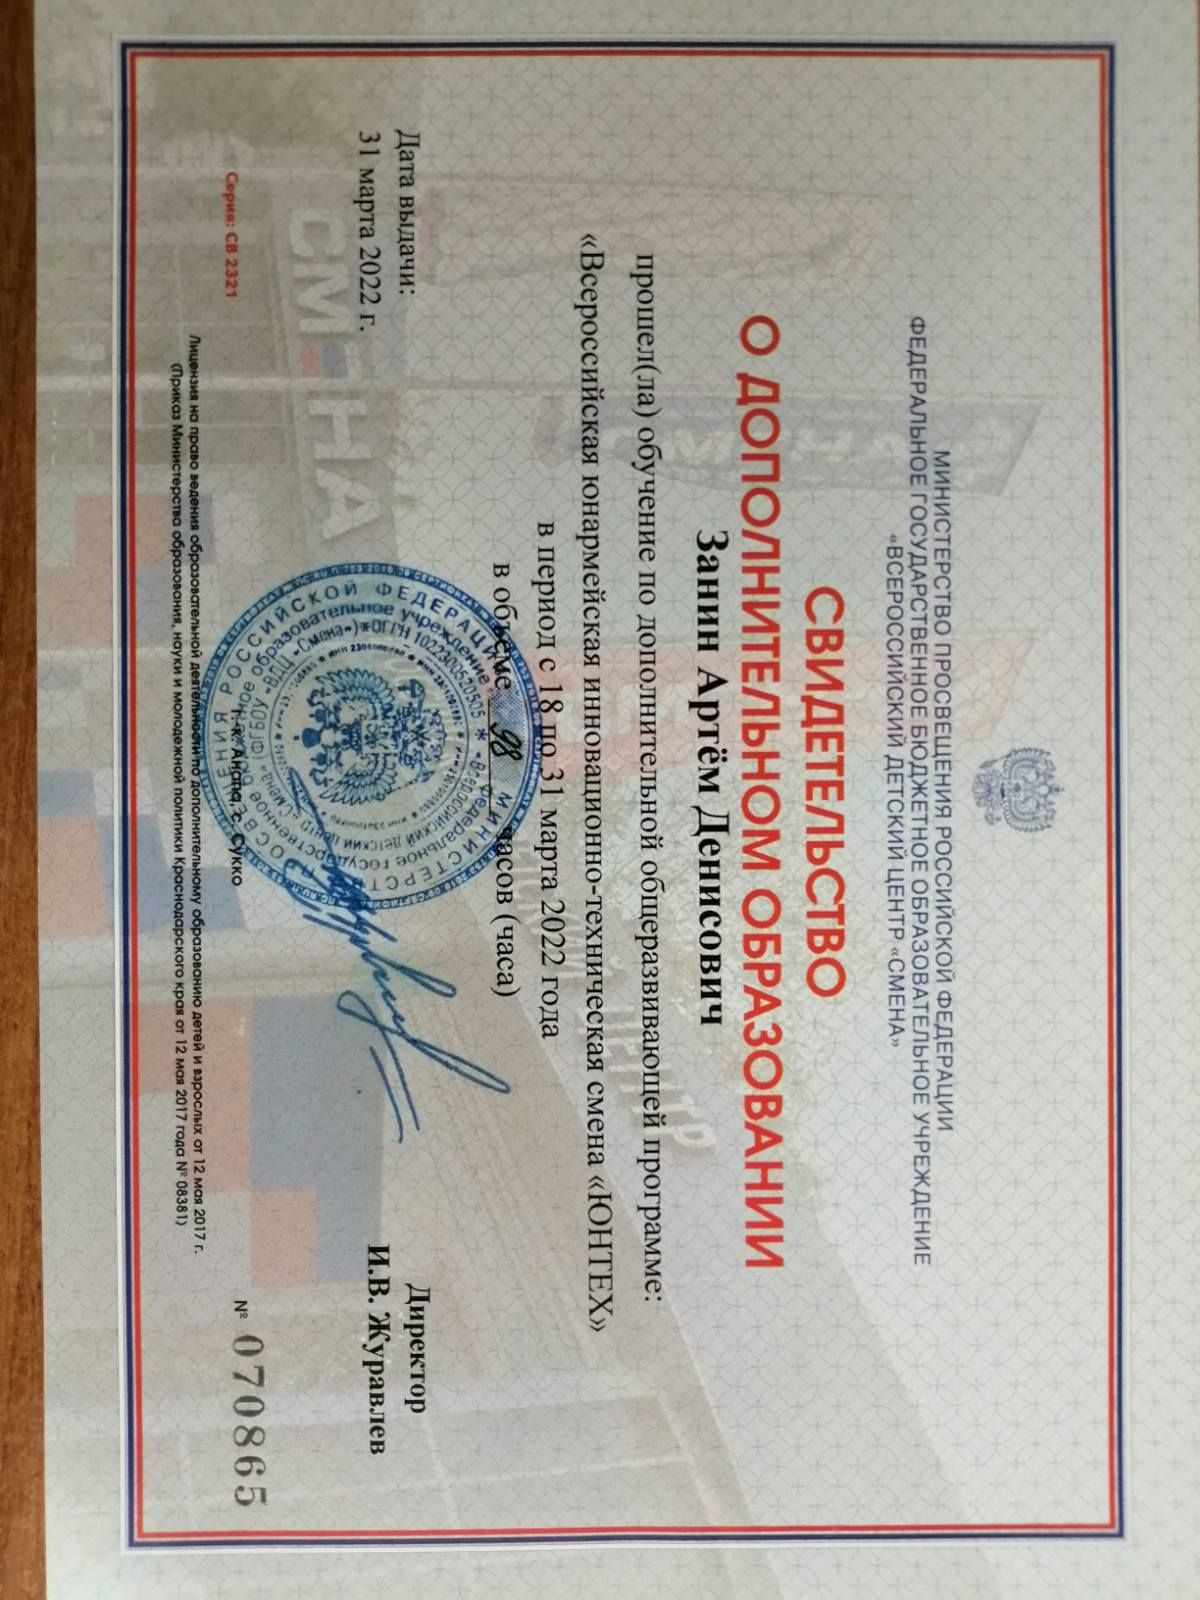 МИНИСТЕРСТВО ПРОСВЕЩЕНИЯ РОССИЙСКОЙ ФЕДЕРАЦИИ
ФЕДЕРАЛЬНОЕ ГОСУДАРСТВЕННОЕ БЮДЖЕТНОЕ ОБРАЗОВАТЕЛЬНОЕ УЧРЕЖДЕНИЕ
«ВСЕРОССИЙСКИЙ ДЕТСКИЙ ЦЕНТР «СМЕНА»
СВИДЕТЕЛЬСТВО
О ДОПОЛНИТЕЛЬНОМ ОБРАЗОВАНИИ
Занин Артём Денисович
прошел(ла) обучение по дополнительной общеразвивающей программе:
«Всероссийская юнармейская инновационно-техническая смена «ЮНТЕХ»
в период с 18 по 31 марта 2022 года
в объеме 98 часов (часа)
Дата выдачи:
31 марта 2022 г.
Директор
И.В. Журавлев
Серия: СВ 2321
г.-к. Анапа, с. Сукко
№ 070865
Лицензия на право ведения образовательной деятельности по дополнительному образованию детей и взрослых от 12 мая 2017 г.
(Приказ Министерства образования, науки и молодежной политики Краснодарского края от 12 мая 2017 года № 08381)
СМЕНА